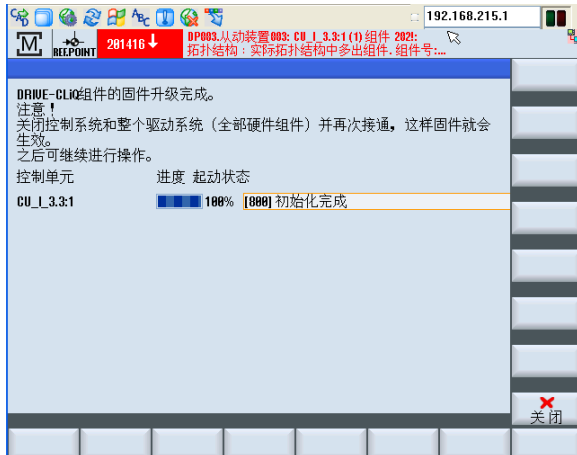 192.168.215.1
M
REF.POINT
201416↓
DP003.从动装置003: CU_I_3.3:1 (1) 组件 202!:
拓扑结构：实际拓扑结构中多出组件. 组件号:...
DRIVE-CLiQ组件的固件升级完成。
注意！
关闭控制系统和整个驱动系统（全部硬件组件）并再次接通，这样固件就会
生效。
之后可继续进行操作。
控制单元 进度 起动状态
CU_I_3.3:1 100% [800] 初始化完成
关闭